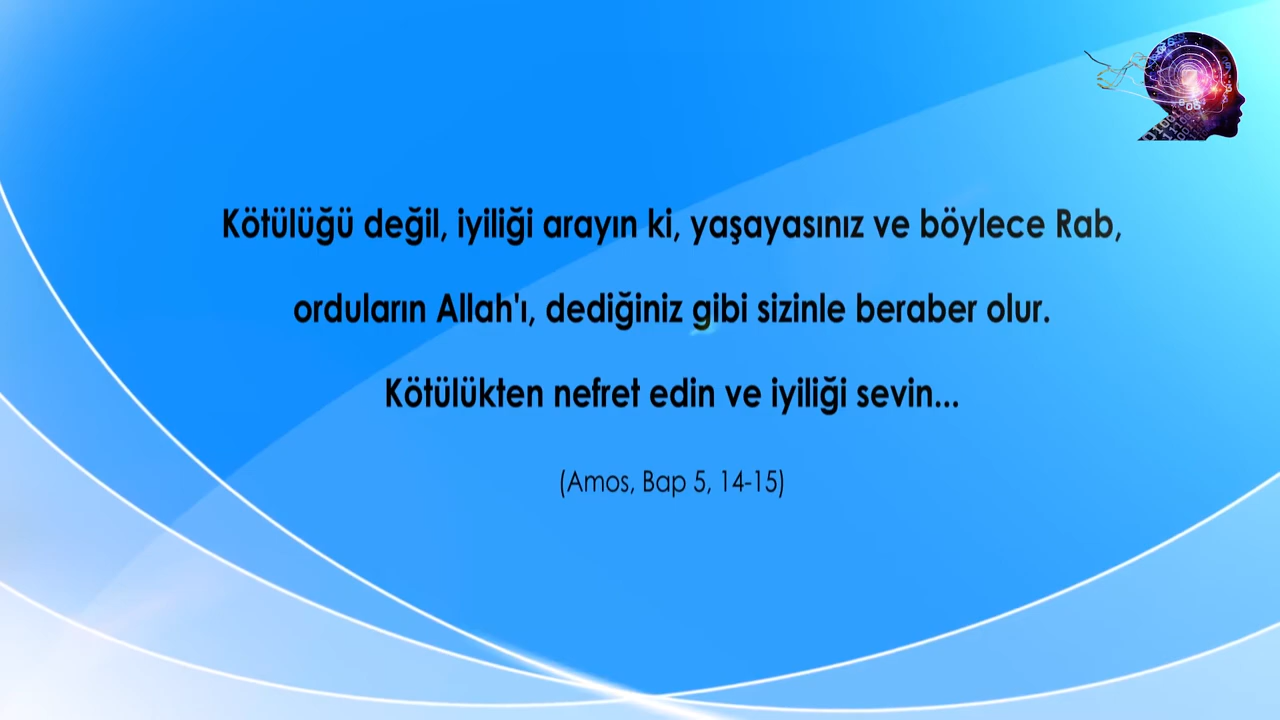 Kötülüğü değil, iyiliği arayın ki, yaşayasınız ve böylece Rab,
orduların Allah'ı, dediğiniz gibi sizinle beraber olur.
Kötülükten nefret edin ve iyiliği sevin...
(Amos, Bap 5, 14-15)